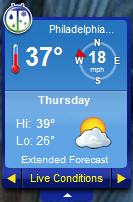 Philadelphia...
37°
N
W 18 E
mph
S
Thursday
Hi: 39°
Lo: 26°
Extended Forecast
Live Conditions